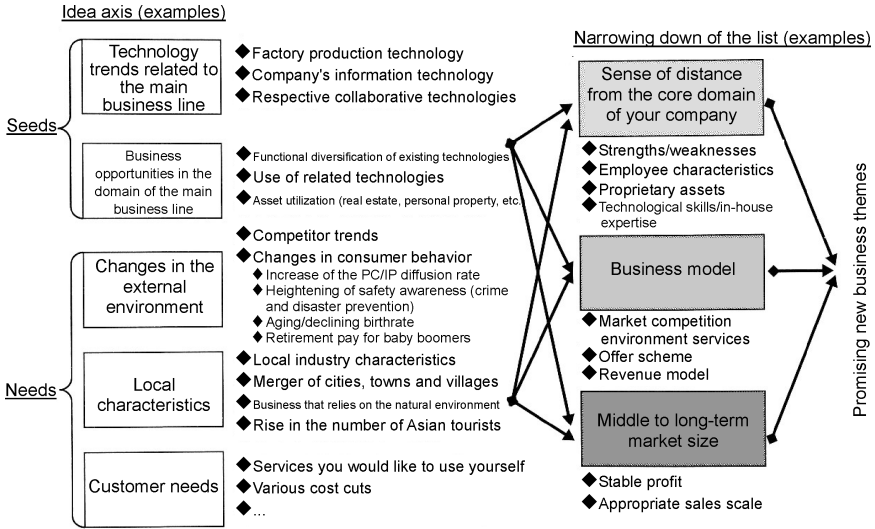 Idea axis (examples)
Narrowing down of the list (examples)
Seeds
Technology
trends related to
the main
business line
◆Factory production technology
◆Company's information technology
◆Respective collaborative technologies
Business
opportunities in the
domain of the main
business line
◆Functional diversification of existing technologies
◆Use of related technologies
◆Asset utilization (real estate, personal property, etc.)
Needs
Changes in the
external
environment
◆Competitor trends
◆Changes in consumer behavior
♦Increase of the PC/IP diffusion rate
♦Heightening of safety awareness (crime
and disaster prevention)
♦Aging/declining birthrate
♦Retirement pay for baby boomers
Local
characteristics
◆Local industry characteristics
◆Merger of cities, towns and villages
◆Business that relies on the natural environment
◆Rise in the number of Asian tourists
Customer needs
◆Services you would like to use yourself
◆Various cost cuts
◆...
Sense of distance
from the core domain
of your company
◆Strengths/weaknesses
◆Employee characteristics
◆Proprietary assets
◆Technological skills/in-house
expertise
Business model
◆Market competition
environment services
◆Offer scheme
◆Revenue model
Middle to long-term
market size
◆Stable profit
◆Appropriate sales scale
Promising new business themes